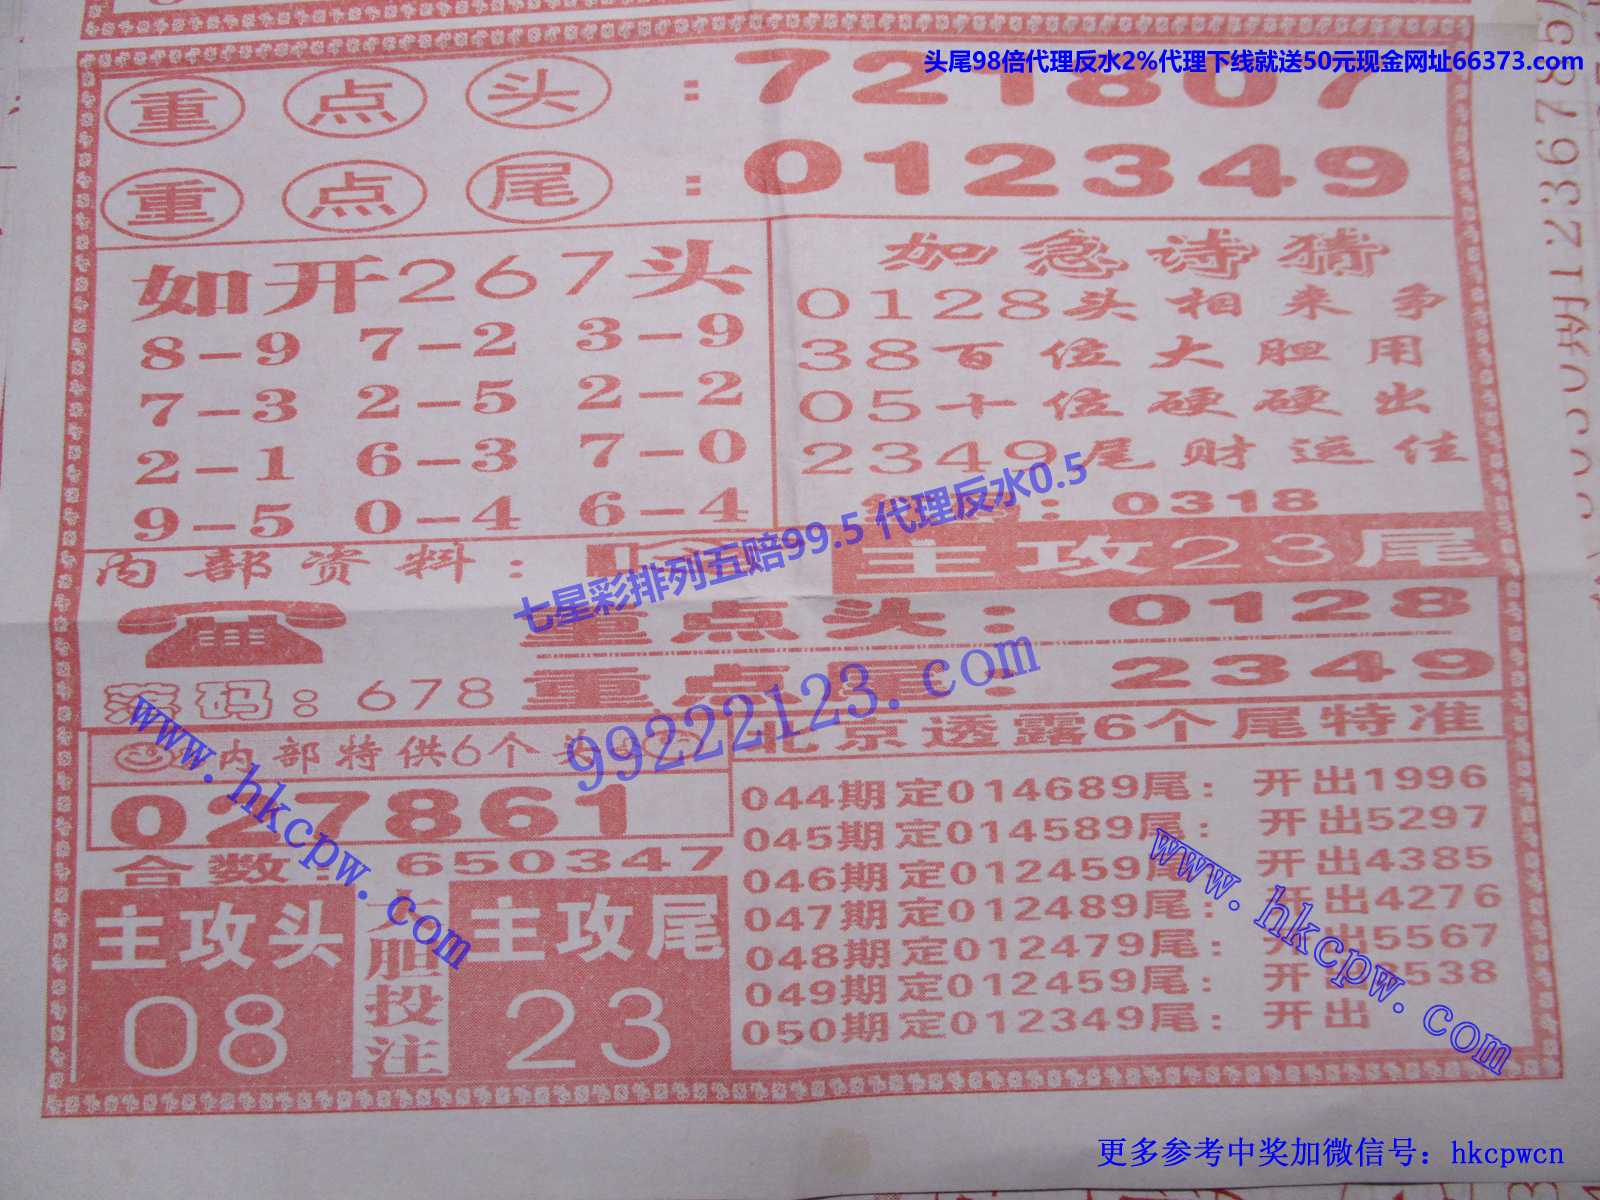 头尾98倍代理反水2%代理下线就送50元现金网址66373.com
重点头：721807
重点尾：012349
如开267头
8-9 7-2 3-9
7-3 2-5 2-2
2-1 6-3 7-0
9-5 0-4 6-4
如急诗猜
0128头相来争
38百位大胆用
05十位硬硬出
2349尾财运佳
：0318
内部资料：
主攻23尾
七星彩排列五赔99.5 代理反水0.5
重点头：0128
重点尾：2349
落码：678
99222123.com
www.hkcpw.com
内部特供6个
027861
合数：650347
主攻头
08
大胆投注
主攻尾
23
北京透露6个尾特准
044期定014689尾：开出1996
045期定014589尾：开出5297
046期定012459尾：开出4385
047期定012489尾：开出4276
048期定012479尾：开出5567
049期定012459尾：开出3538
050期定012349尾：开出
www.hkcpw.com
更多参考中奖加微信号：hkcpwcn